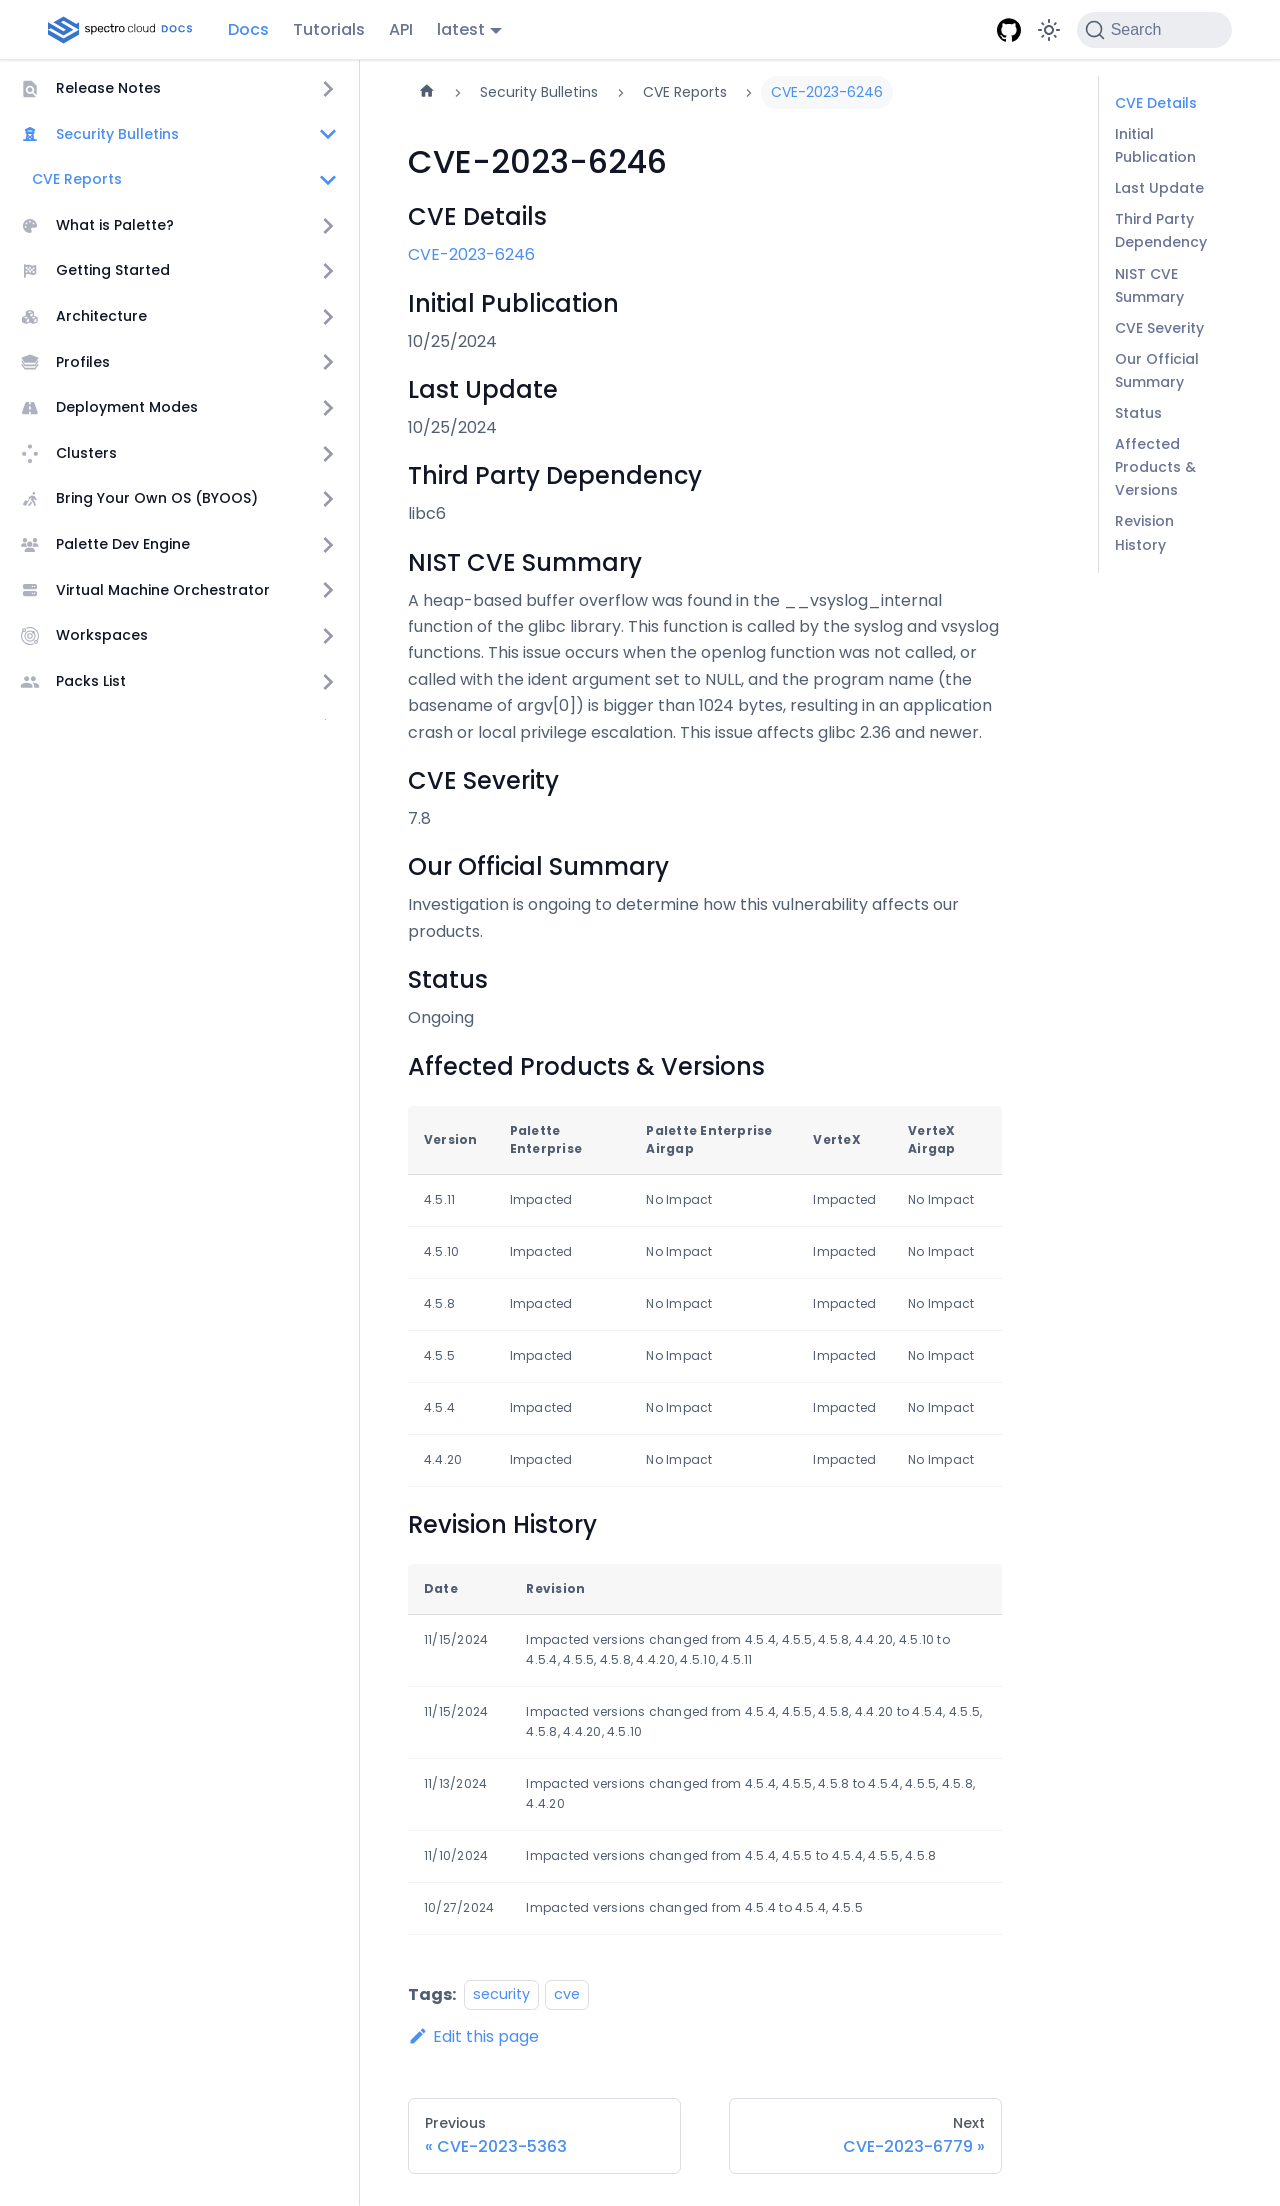 spectro cloud DOCS
Docs
Tutorials
API
latest
Search
Release Notes
Security Bulletins
CVE Reports
What is Palette?
Getting Started
Architecture
Profiles
Deployment Modes
Clusters
Bring Your Own OS (BYOOS)
Palette Dev Engine
Virtual Machine Orchestrator
Workspaces
Packs List
Security Bulletins
CVE Reports
CVE-2023-6246
CVE-2023-6246
CVE Details
CVE-2023-6246
Initial Publication
10/25/2024
Last Update
10/25/2024
Third Party Dependency
libc6
NIST CVE Summary
A heap-based buffer overflow was found in the __vsyslog_internal
function of the glibc library. This function is called by the syslog and vsyslog
functions. This issue occurs when the openlog function was not called, or
called with the ident argument set to NULL, and the program name (the
basename of argv[0]) is bigger than 1024 bytes, resulting in an application
crash or local privilege escalation. This issue affects glibc 2.36 and newer.
CVE Severity
7.8
Our Official Summary
Investigation is ongoing to determine how this vulnerability affects our
products.
Status
Ongoing
Affected Products & Versions
Version Palette Enterprise Palette Enterprise Airgap VerteX VerteX Airgap
4.5.11 Impacted No Impact Impacted No Impact
4.5.10 Impacted No Impact Impacted No Impact
4.5.8 Impacted No Impact Impacted No Impact
4.5.5 Impacted No Impact Impacted No Impact
4.5.4 Impacted No Impact Impacted No Impact
4.4.20 Impacted No Impact Impacted No Impact
Revision History
Date Revision
11/15/2024 Impacted versions changed from 4.5.4, 4.5.5, 4.5.8, 4.4.20, 4.5.10 to
4.5.4, 4.5.5, 4.5.8, 4.4.20, 4.5.10, 4.5.11
11/15/2024 Impacted versions changed from 4.5.4, 4.5.5, 4.5.8, 4.4.20 to 4.5.4, 4.5.5,
4.5.8, 4.4.20, 4.5.10
11/13/2024 Impacted versions changed from 4.5.4, 4.5.5, 4.5.8 to 4.5.4, 4.5.5, 4.5.8,
4.4.20
11/10/2024 Impacted versions changed from 4.5.4, 4.5.5 to 4.5.4, 4.5.5, 4.5.8
10/27/2024 Impacted versions changed from 4.5.4 to 4.5.4, 4.5.5
Tags: security cve
Edit this page
Previous
« CVE-2023-5363
Next
CVE-2023-6779 »
CVE Details
Initial
Publication
Last Update
Third Party
Dependency
NIST CVE
Summary
CVE Severity
Our Official
Summary
Status
Affected
Products &
Versions
Revision
History